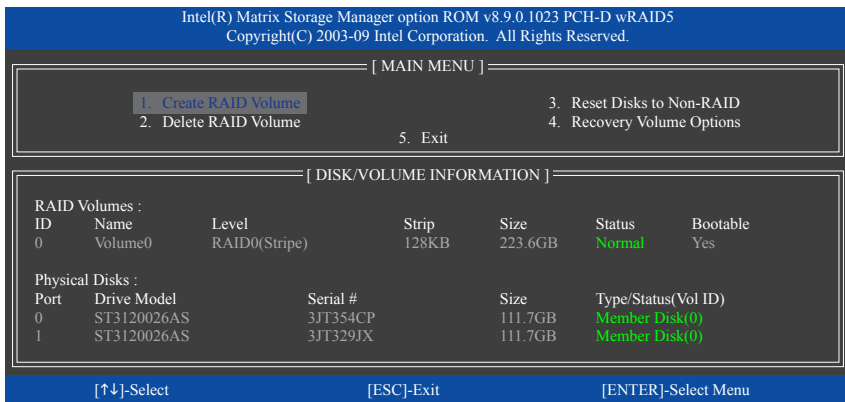 Intel(R) Matrix Storage Manager option ROM v8.9.0.1023 PCH-D wRAID5
Copyright(C) 2003-09 Intel Corporation. All Rights Reserved.
[ MAIN MENU ]
1. Create RAID Volume 3. Reset Disks to Non-RAID
2. Delete RAID Volume 4. Recovery Volume Options
5. Exit
[ DISK/VOLUME INFORMATION ]
RAID Volumes :
ID Name Level Strip Size Status Bootable
0 Volume0 RAID0(Stripe) 128KB 223.6GB Normal Yes
Physical Disks :
Port Drive Model Serial # Size Type/Status(Vol ID)
0 ST3120026AS 3JT354CP 111.7GB Member Disk(0)
1 ST3120026AS 3JT329JX 111.7GB Member Disk(0)
[↑↓]-Select [ESC]-Exit [ENTER]-Select Menu